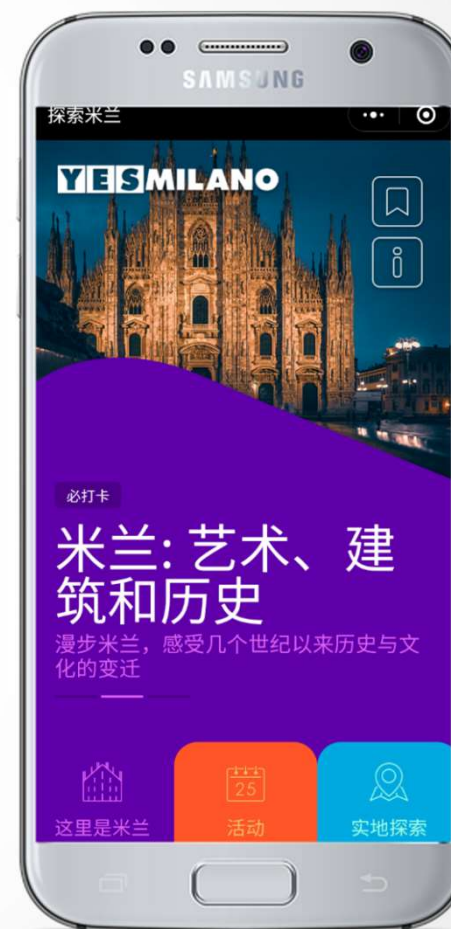 SAMSUNG
探索米兰
YESMILANO
必打卡
米兰: 艺术、建
筑和历史
漫步米兰，感受几个世纪以来历史与文
化的变迁
25
这里是米兰
活动
实地探索